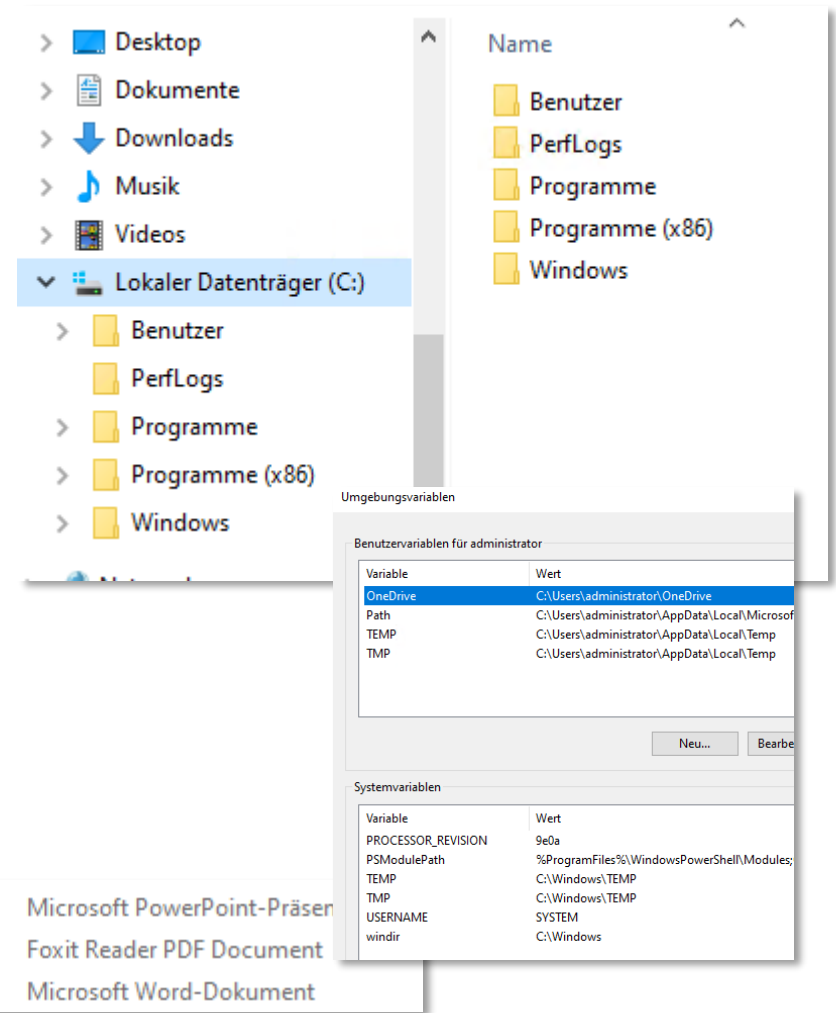 Desktop
Dokumente
Downloads
Musik
Videos
Lokaler Datenträger (C:)
Benutzer
PerfLogs
Programme
Programme (x86)
Windows
Name
Benutzer
PerfLogs
Programme
Programme (x86)
Windows
Umgebungsvariablen
Benutzervariablen für administrator
Variable Wert
OneDrive C:\Users\administrator\OneDrive
Path C:\Users\administrator\AppData\Local\Microsof
TEMP C:\Users\administrator\AppData\Local\Temp
TMP C:\Users\administrator\AppData\Local\Temp
Neu... Bearbe
Systemvariablen
Variable Wert
PROCESSOR_REVISION 9e0a
PSModulePath %ProgramFiles%\WindowsPowerShell\Modules;
TEMP C:\Windows\TEMP
TMP C:\Windows\TEMP
USERNAME SYSTEM
windir C:\Windows
Microsoft PowerPoint-Präsen
Foxit Reader PDF Document
Microsoft Word-Dokument